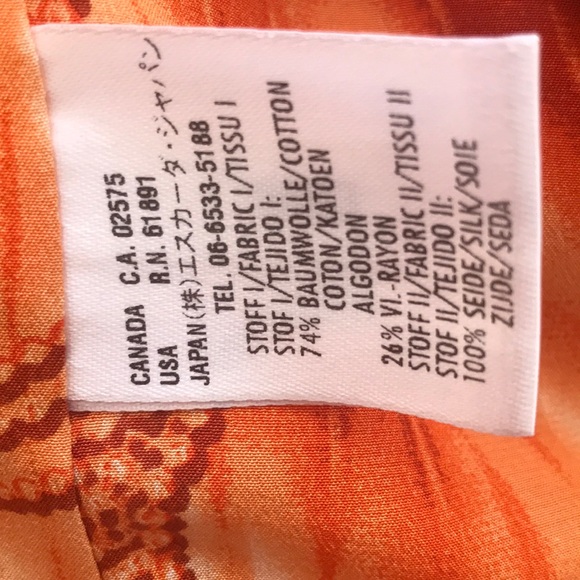 CANADA C.A. 02575
USA R.N. 61891
JAPAN(株)エスカーダ・ジャパン
TEL. 06-6533-5188
STOFF I/FABRIC I/TISSU I
STOF I/TEJIDO I:
74% BAUMWOLLE/COTTON
COTON/KATOEN
ALGODON
26% VI.-RAYON
STOFF II/FABRIC II/TISSU II
STOF II/TEJIDO II:
100% SEIDE/SILK/SOIE
ZIJDE/SEDA